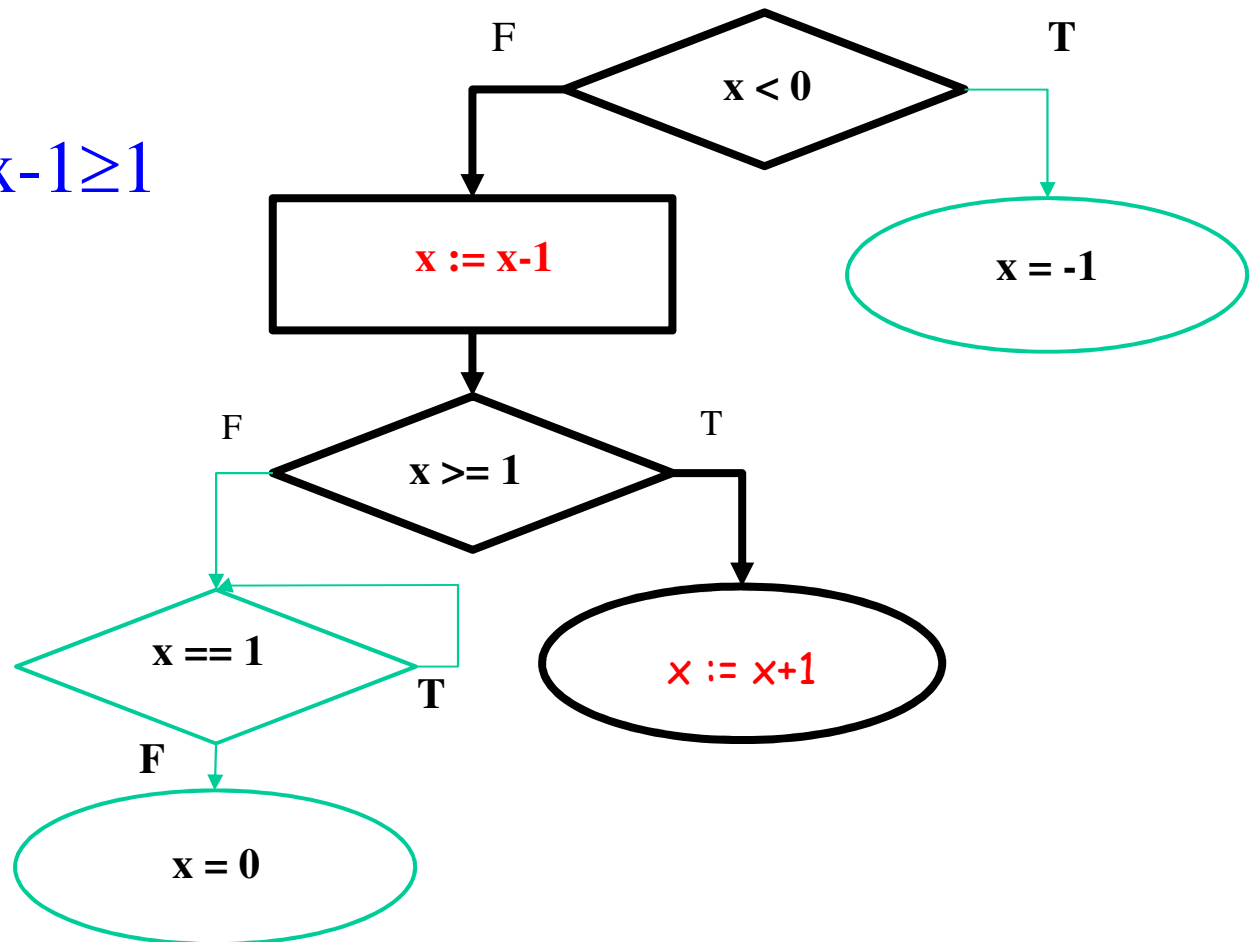 F
T
x < 0
x-1≥1
x := x-1
x = -1
F
T
x >= 1
x == 1
T
x := x+1
F
x = 0